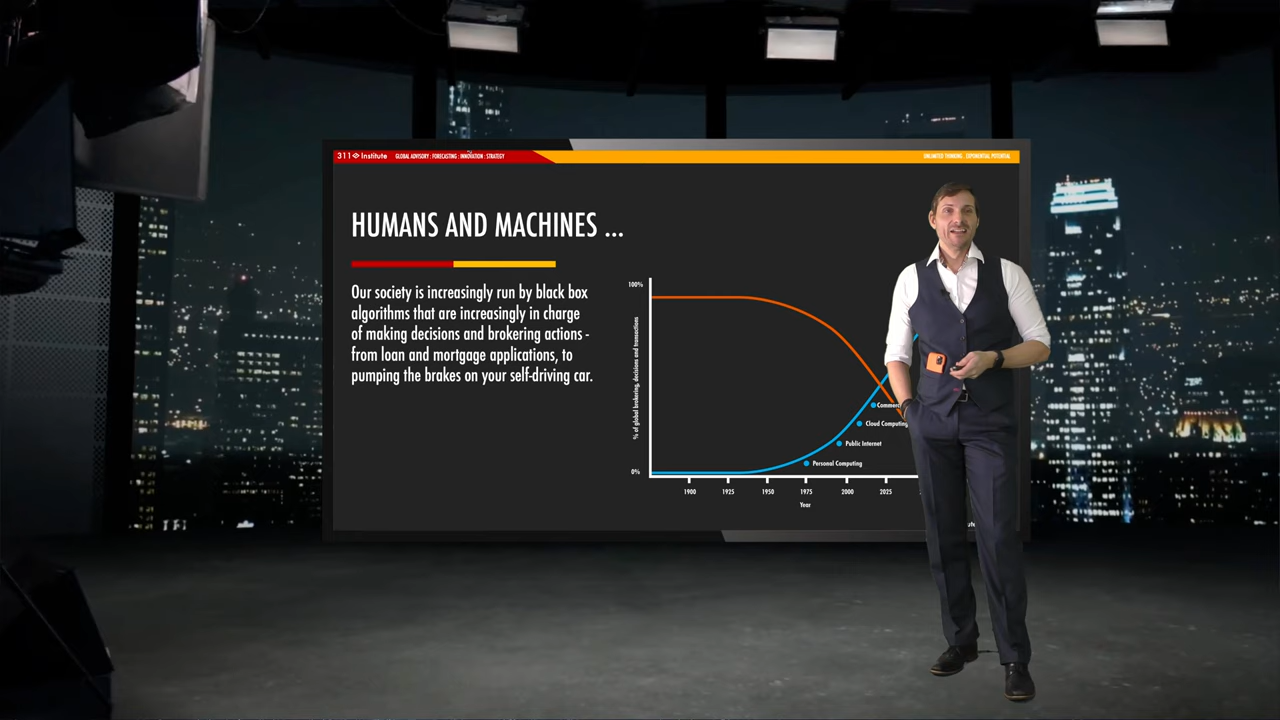 311 Institute
GLOBAL ADVISORY : FORECASTING : INNOVATION : STRATEGY
UNLIMITED THINKING . EXPONENTIAL POTENTIAL
HUMANS AND MACHINES ...
Our society is increasingly run by black box
algorithms that are increasingly in charge
of making decisions and brokering actions -
from loan and mortgage applications, to
pumping the brakes on your self-driving car.
100%
% of global brokering, decisions and transactions
Cloud Computing
Public Internet
Personal Computing
0%
1900 1925 1950 1975 2000 2025
Year